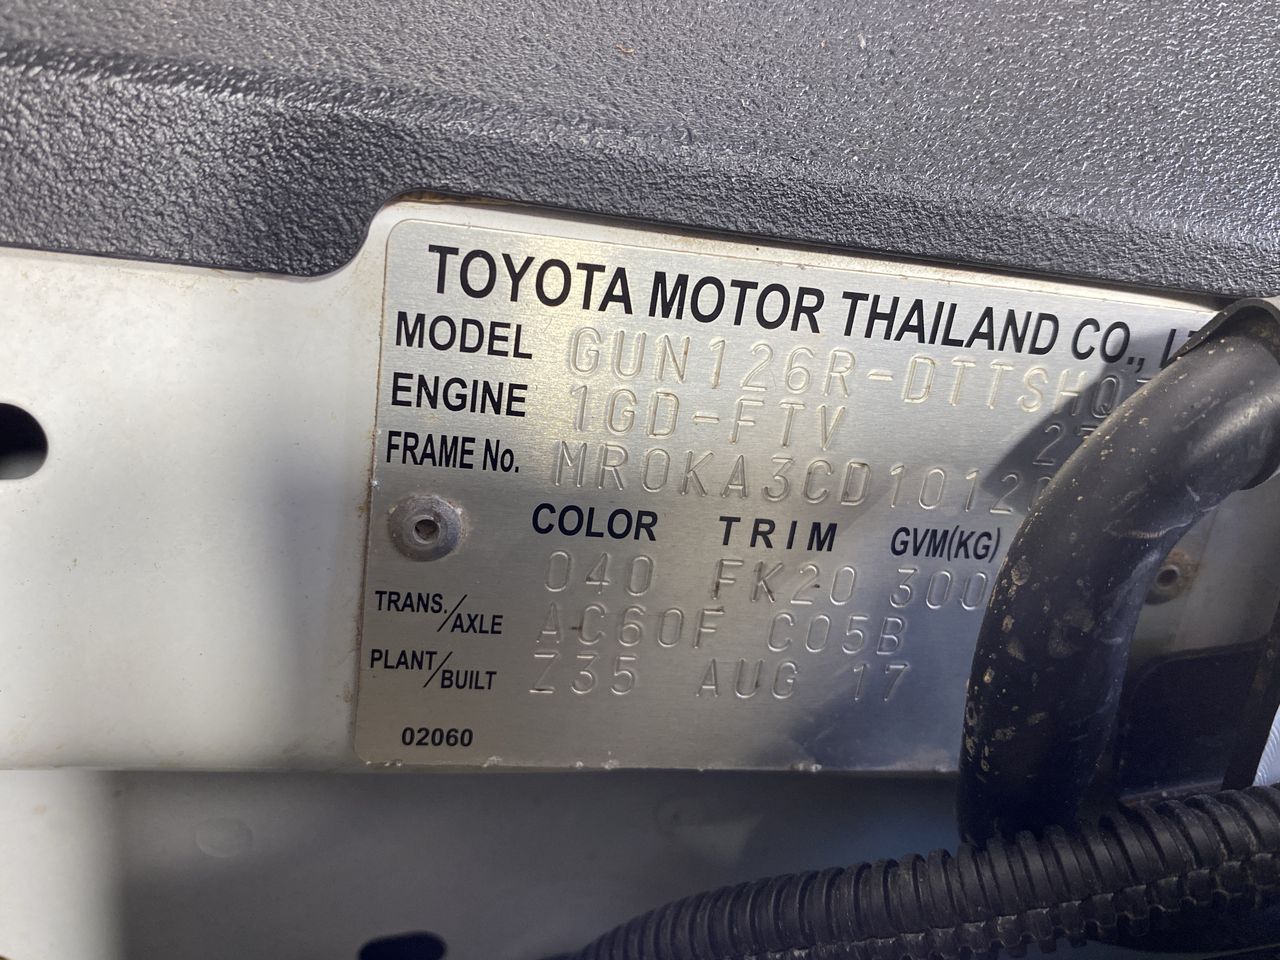 TOYOTA MOTOR THAILAND CO.,
MODEL GUN126R-DTTSHQ
ENGINE 1GD-FTV
FRAME No. MR0KA3CD10120
COLOR TRIM GVM(KG)
040 FK20 300
TRANS./AXLE AC60F C05B
PLANT/BUILT Z35 AUG 17
02060